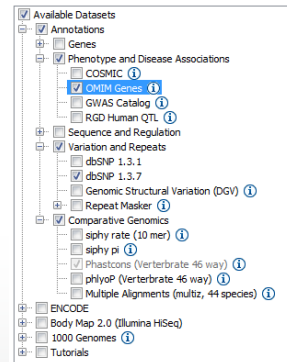 Available Datasets
Annotations
Genes
Phenotype and Disease Associations
COSMIC
OMIM Genes
GWAS Catalog
RGD Human QTL
Sequence and Regulation
Variation and Repeats
dbSNP 1.3.1
dbSNP 1.3.7
Genomic Structural Variation (DGV)
Repeat Masker
Comparative Genomics
siphy rate (10 mer)
siphy pi
Phastcons (Verterbrate 46 way)
phlyoP (Verterbrate 46 way)
Multiple Alignments (multiz, 44 species)
ENCODE
Body Map 2.0 (Illumina HiSeq)
1000 Genomes
Tutorials